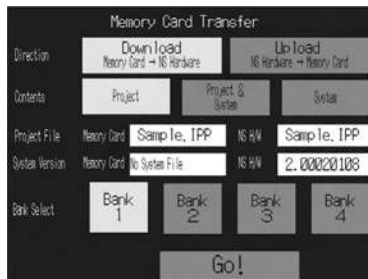 Memory Card Transfer
Direction
Download
Memory Card → NS Hardware
Upload
NS Hardware → Memory Card
Contents
Project
Project &
System
System
Project File
Memory Card
Sample.IPP
NS H/W
Sample.IPP
System Version
Memory Card
No System File
NS H/W
2.00020108
Bank Select
Bank
1
Bank
2
Bank
3
Bank
4
Go!